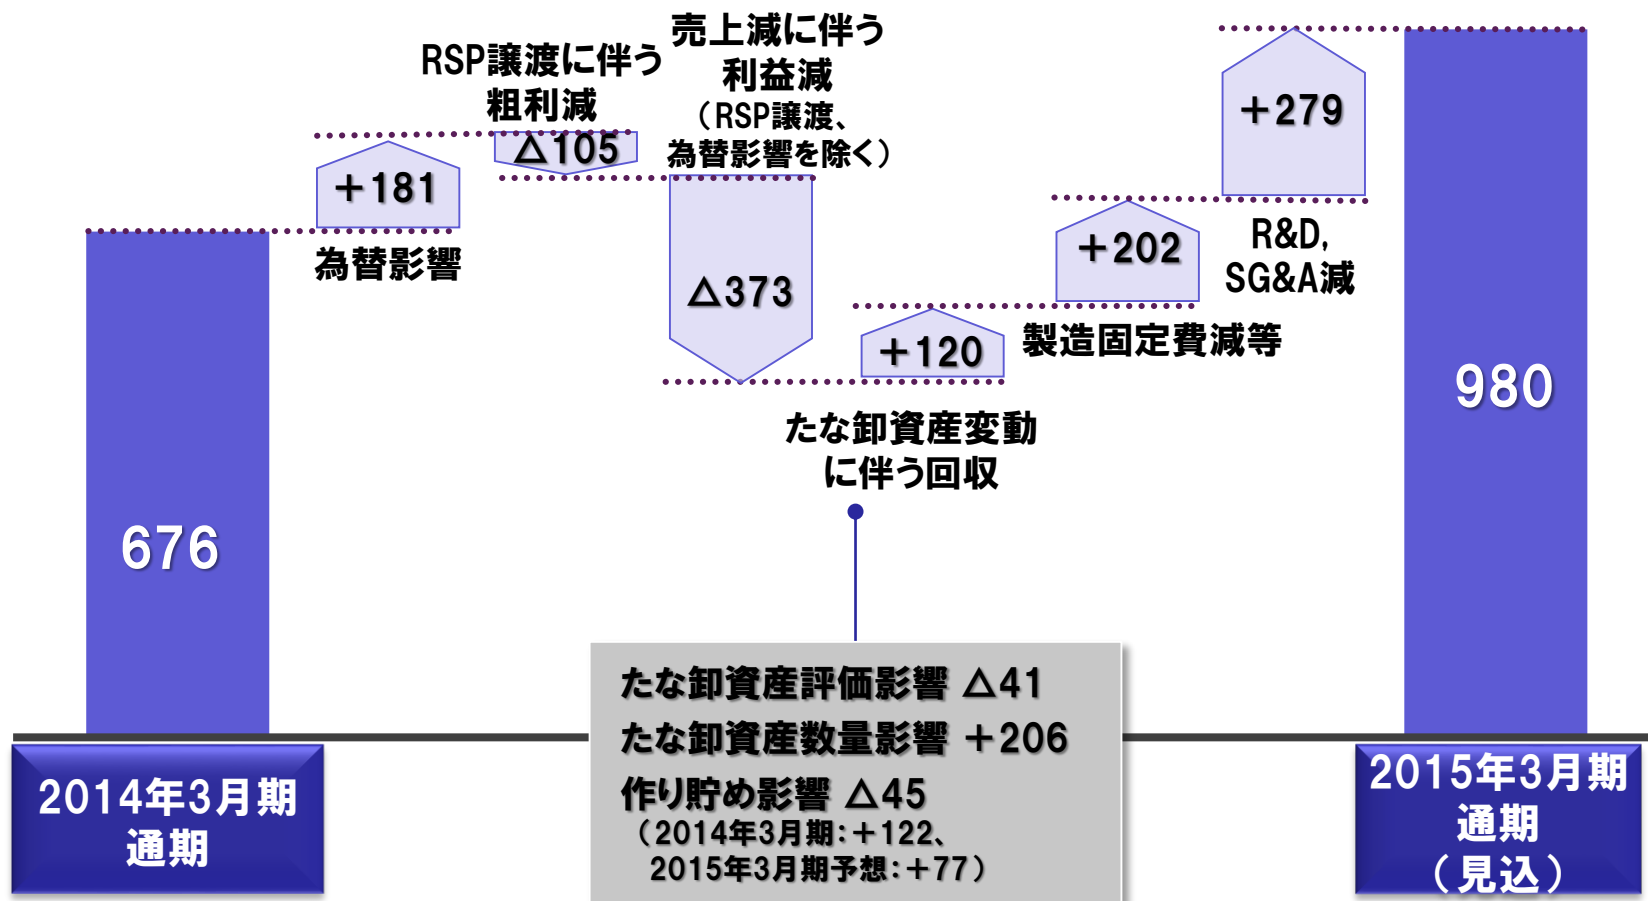 RSP譲渡に伴う
粗利減
売上減に伴う
利益減
（RSP譲渡、
為替影響を除く）
+181
為替影響
△105
△373
+120
たな卸資産変動
に伴う回収
+202
製造固定費減等
+279
R&D,
SG&A減
676
980
たな卸資産評価影響 △41
たな卸資産数量影響 +206
作り貯め影響 △45
（2014年3月期：+122、
2015年3月期予想：+77）
2014年3月期
通期
2015年3月期
通期
（見込）